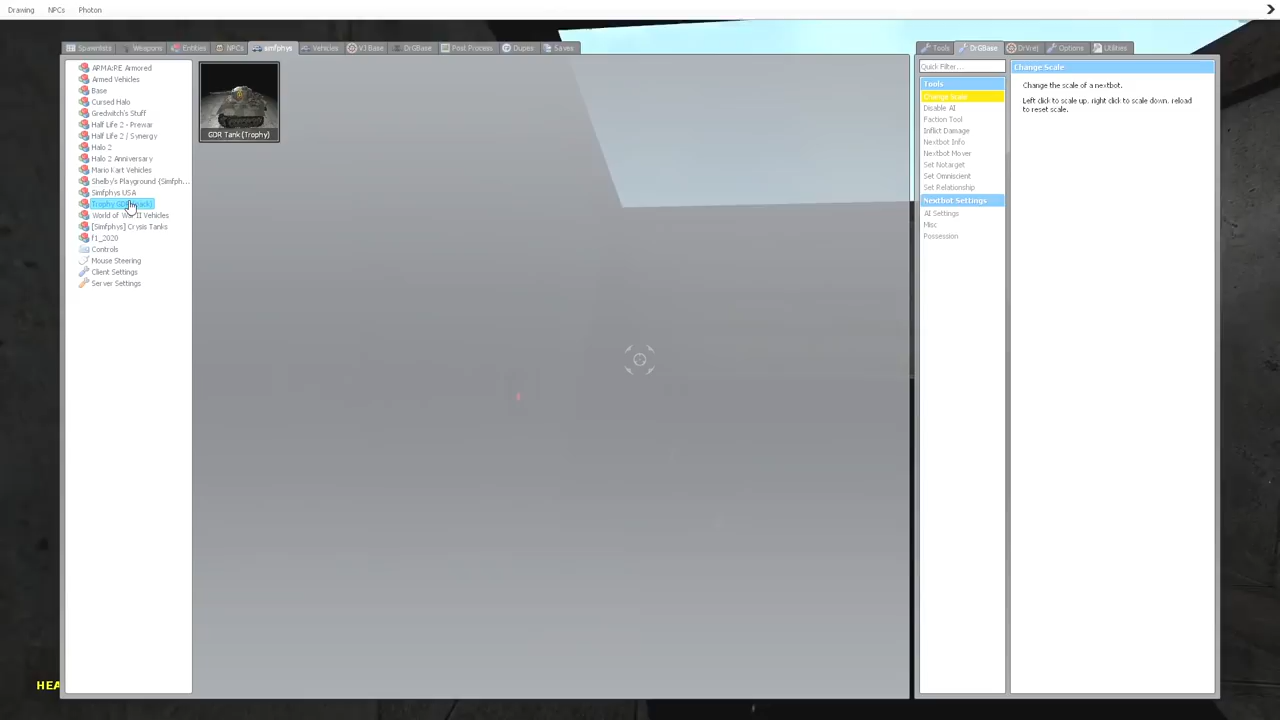 Drawing NPCs Photon
Spawnlists Weapons Entities NPCs simfphys Vehicles VJ Base DrGBase Post Process Dupes Saves
Tools DrGBase DrVrej Options Utilities
ARMA:RE Armored
Armed Vehicles
Base
Cursed Halo
Gredwitch's Stuff
Half Life 2 - Prewar
Half Life 2 / Synergy
Halo 2
Halo 2 Anniversary
Mario Kart Vehicles
Shelby's Playground (Simfph...
Simfphys USA
Trophy
World of War II Vehicles
[Simfphys] Crysis Tanks
f1_2020
Controls
Mouse Steering
Client Settings
Server Settings
GDR Tank (Trophy)
Quick Filter...
Tools
Change Scale
Disable AI
Faction Tool
Inflict Damage
Nextbot Info
Nextbot Mover
Set Notarget
Set Omniscient
Set Relationship
Nextbot Settings
AI Settings
Misc
Possession
Change Scale
Change the scale of a nextbot.
Left click to scale up, right click to scale down, reload
to reset scale.
HEA